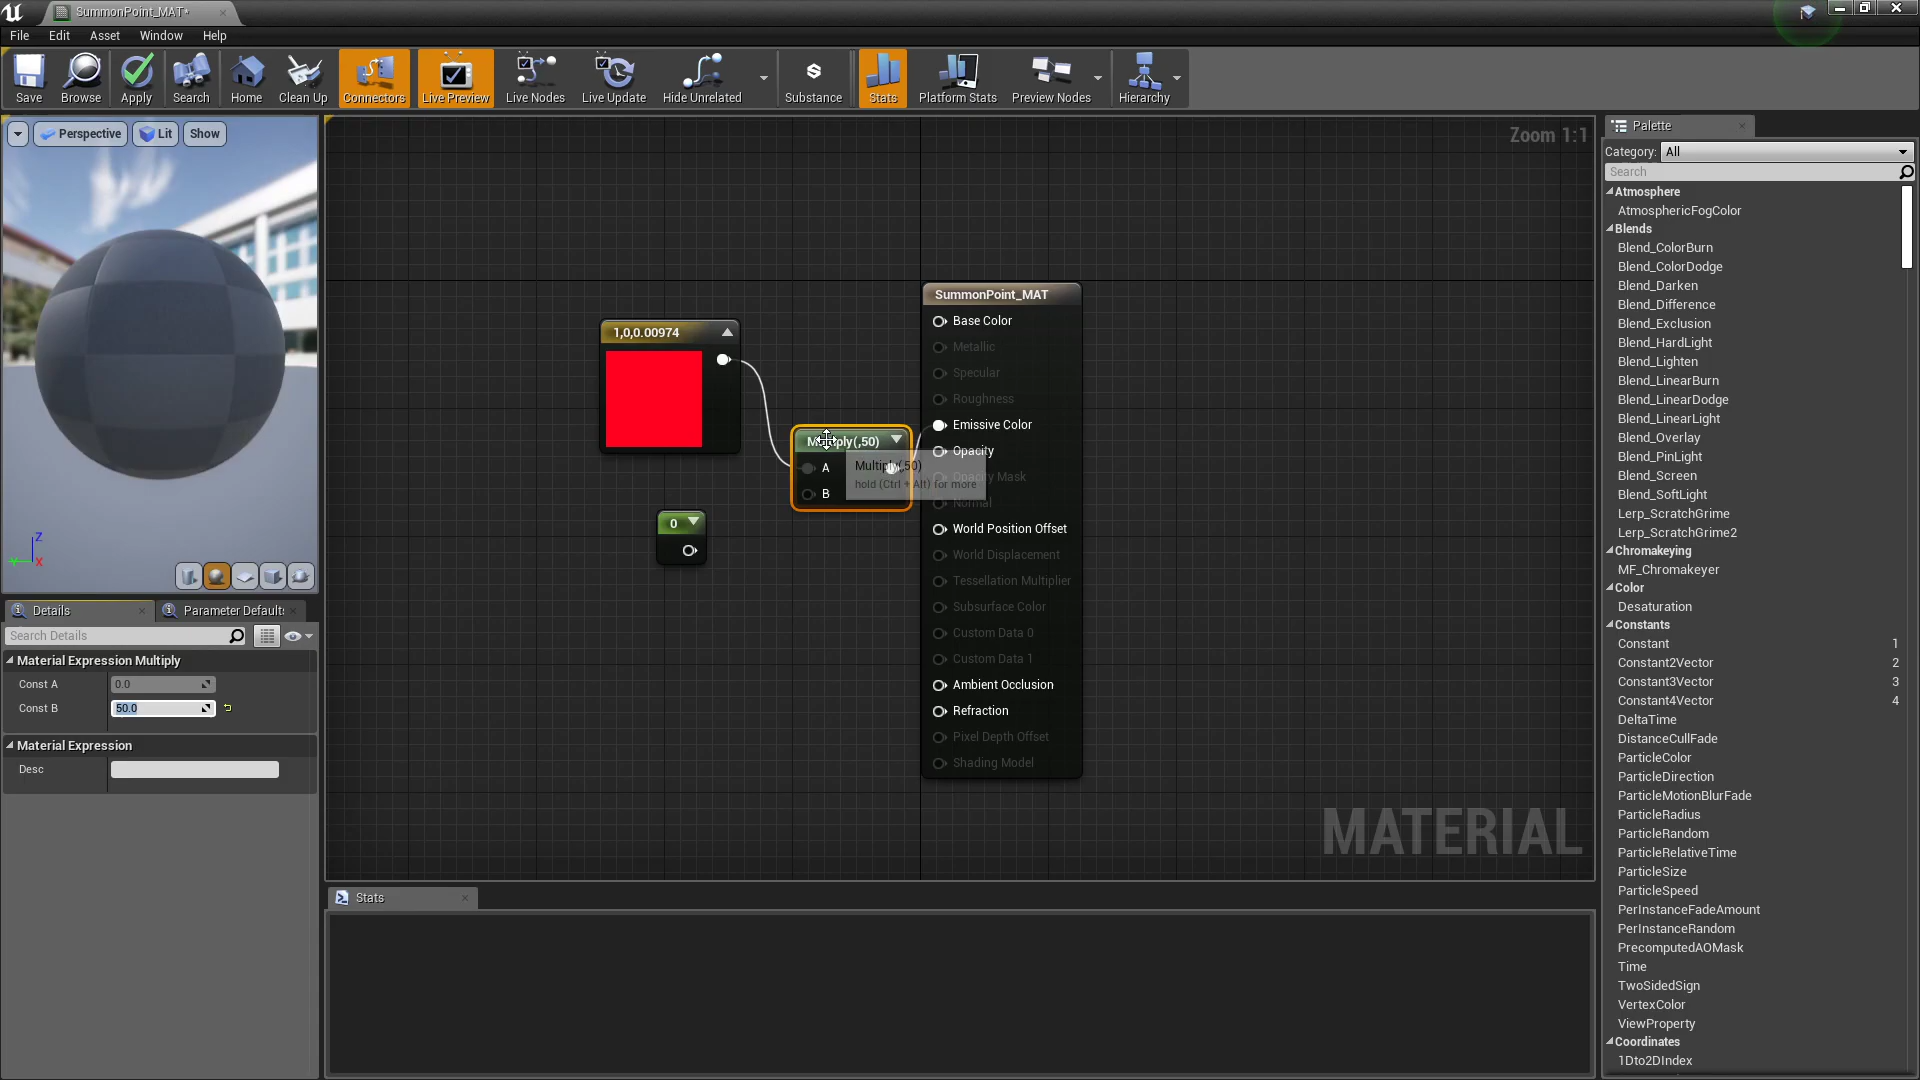 SummonPoint_MAT*
File Edit Asset Window Help
Save Browse Apply Search Home Clean Up Connectors Live Preview Live Nodes Live Update Hide Unrelated Substance Stats Platform Stats Preview Nodes Hierarchy
Perspective Lit Show
Zoom 1:1
Palette
Category: All
Search
Atmosphere
AtmosphericFogColor
Blends
Blend_ColorBurn
Blend_ColorDodge
Blend_Darken
Blend_Difference
Blend_Exclusion
Blend_HardLight
Blend_Lighten
Blend_LinearBurn
Blend_LinearDodge
Blend_LinearLight
Blend_Overlay
Blend_PinLight
Blend_Screen
Blend_SoftLight
Lerp_ScratchGrime
Lerp_ScratchGrime2
Chromakeying
MF_Chromakeyer
Color
Desaturation
Constants
Constant 1
Constant2Vector 2
Constant3Vector 3
Constant4Vector 4
DeltaTime
DistanceCullFade
ParticleColor
ParticleDirection
ParticleMotionBlurFade
ParticleRadius
ParticleRandom
ParticleRelativeTime
ParticleSize
ParticleSpeed
PerInstanceFadeAmount
PerInstanceRandom
PrecomputedAOMask
Time
TwoSidedSign
VertexColor
ViewProperty
Coordinates
1Dto2DIndex
1,0,0.00974
Multiply(,50)
A
B
Multiply(,50)
hold (Ctrl + Alt) for more
0
SummonPoint_MAT
Base Color
Metallic
Specular
Roughness
Emissive Color
Opacity
Opacity Mask
Normal
World Position Offset
World Displacement
Tessellation Multiplier
Subsurface Color
Custom Data 0
Custom Data 1
Ambient Occlusion
Refraction
Pixel Depth Offset
Shading Model
MATERIAL
Z
Y
X
Details
Parameter Defaults
Search Details
Material Expression Multiply
Const A 0.0
Const B 50.0
Material Expression
Desc
Stats